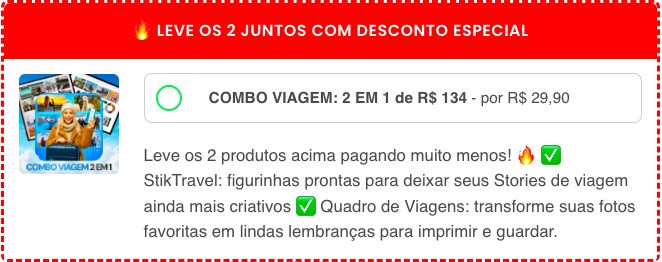 🔥 LEVE OS 2 JUNTOS COM DESCONTO ESPECIAL
COMBO VIAGEM 2 EM 1
COMBO VIAGEM: 2 EM 1 de R$ 134 - por R$ 29,90
Leve os 2 produtos acima pagando muito menos! 🔥 ✅
StikTravel: figurinhas prontas para deixar seus Stories de viagem
ainda mais criativos ✅ Quadro de Viagens: transforme suas fotos
favoritas em lindas lembranças para imprimir e guardar.